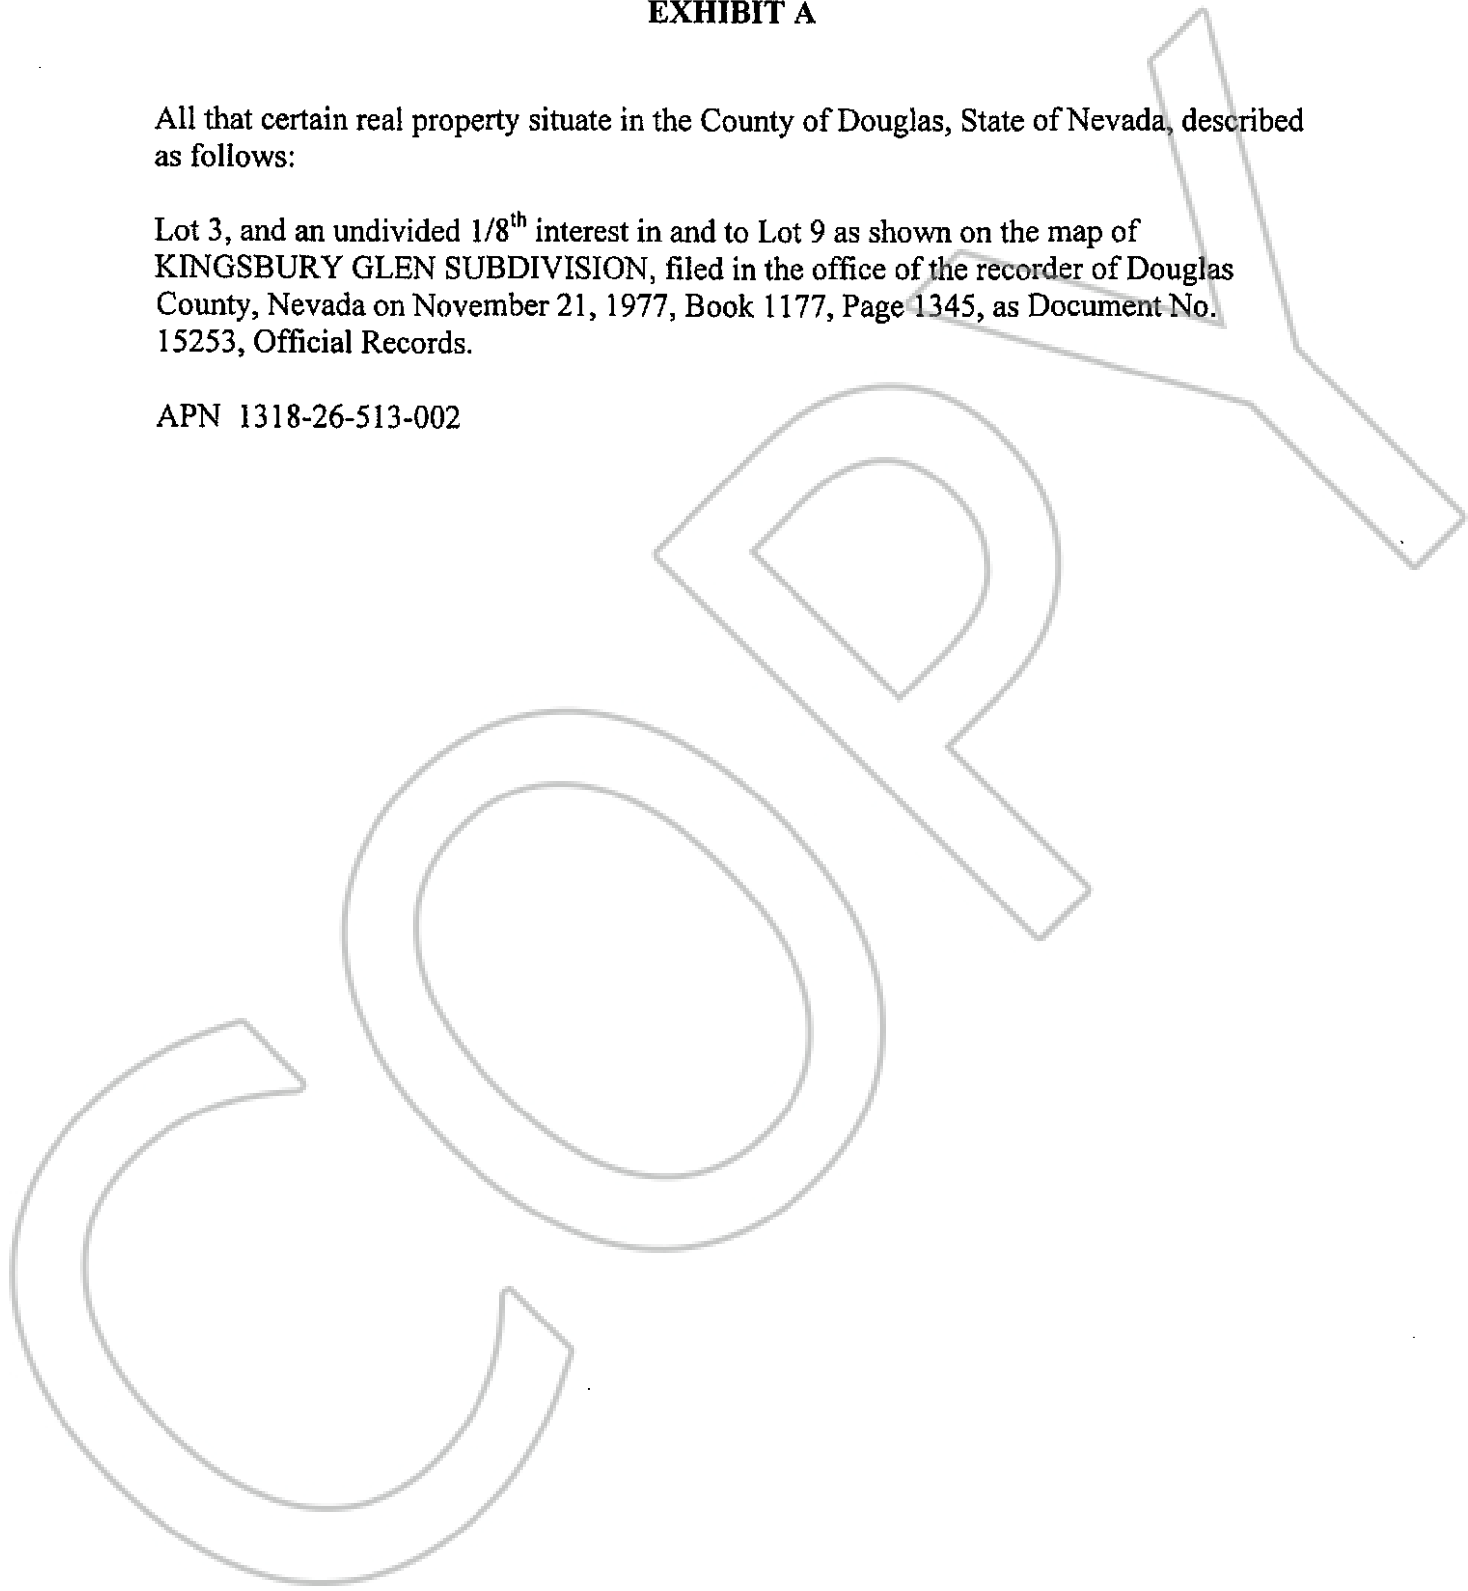 EXHIBIT A
All that certain real property situate in the County of Douglas, State of Nevada, described
as follows:
Lot 3, and an undivided 1/8th interest in and to Lot 9 as shown on the map of
KINGSBURY GLEN SUBDIVISION, filed in the office of the recorder of Douglas
County, Nevada on November 21, 1977, Book 1177, Page 1345, as Document No.
15253, Official Records.
APN 1318-26-513-002
COPY